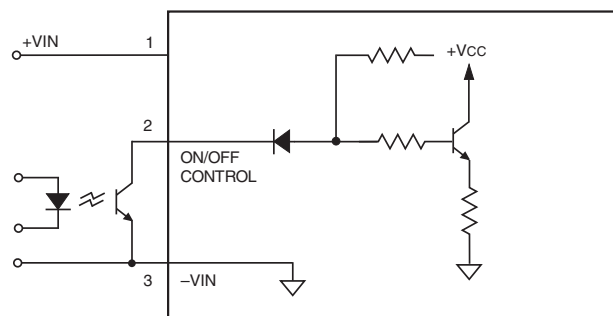 +VIN
1
+VCC
2
ON/OFF
CONTROL
3
–VIN